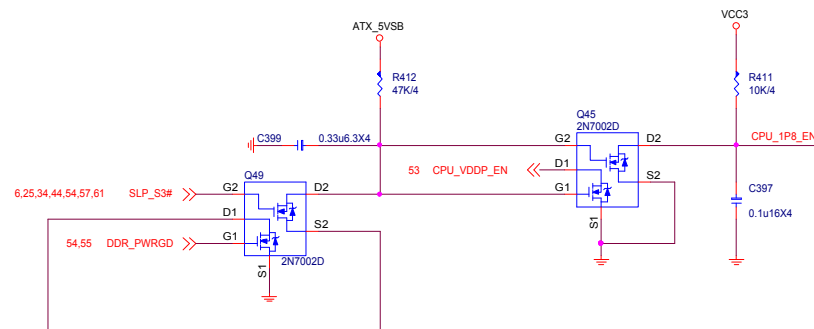 ATX_5VSB
VCC3
R412
47K/4
R411
10K/4
Q45
2N7002D
C399
0.33u6.3X4
G2
D2
CPU_1P8_EN
53
CPU_VDDP_EN
D1
Q49
6,25,34,44,54,57,61
SLP_S3#
G2
D2
G1
S2
C397
0.1u16X4
D1
S2
S1
54,55
DDR_PWRGD
G1
2N7002D
S1